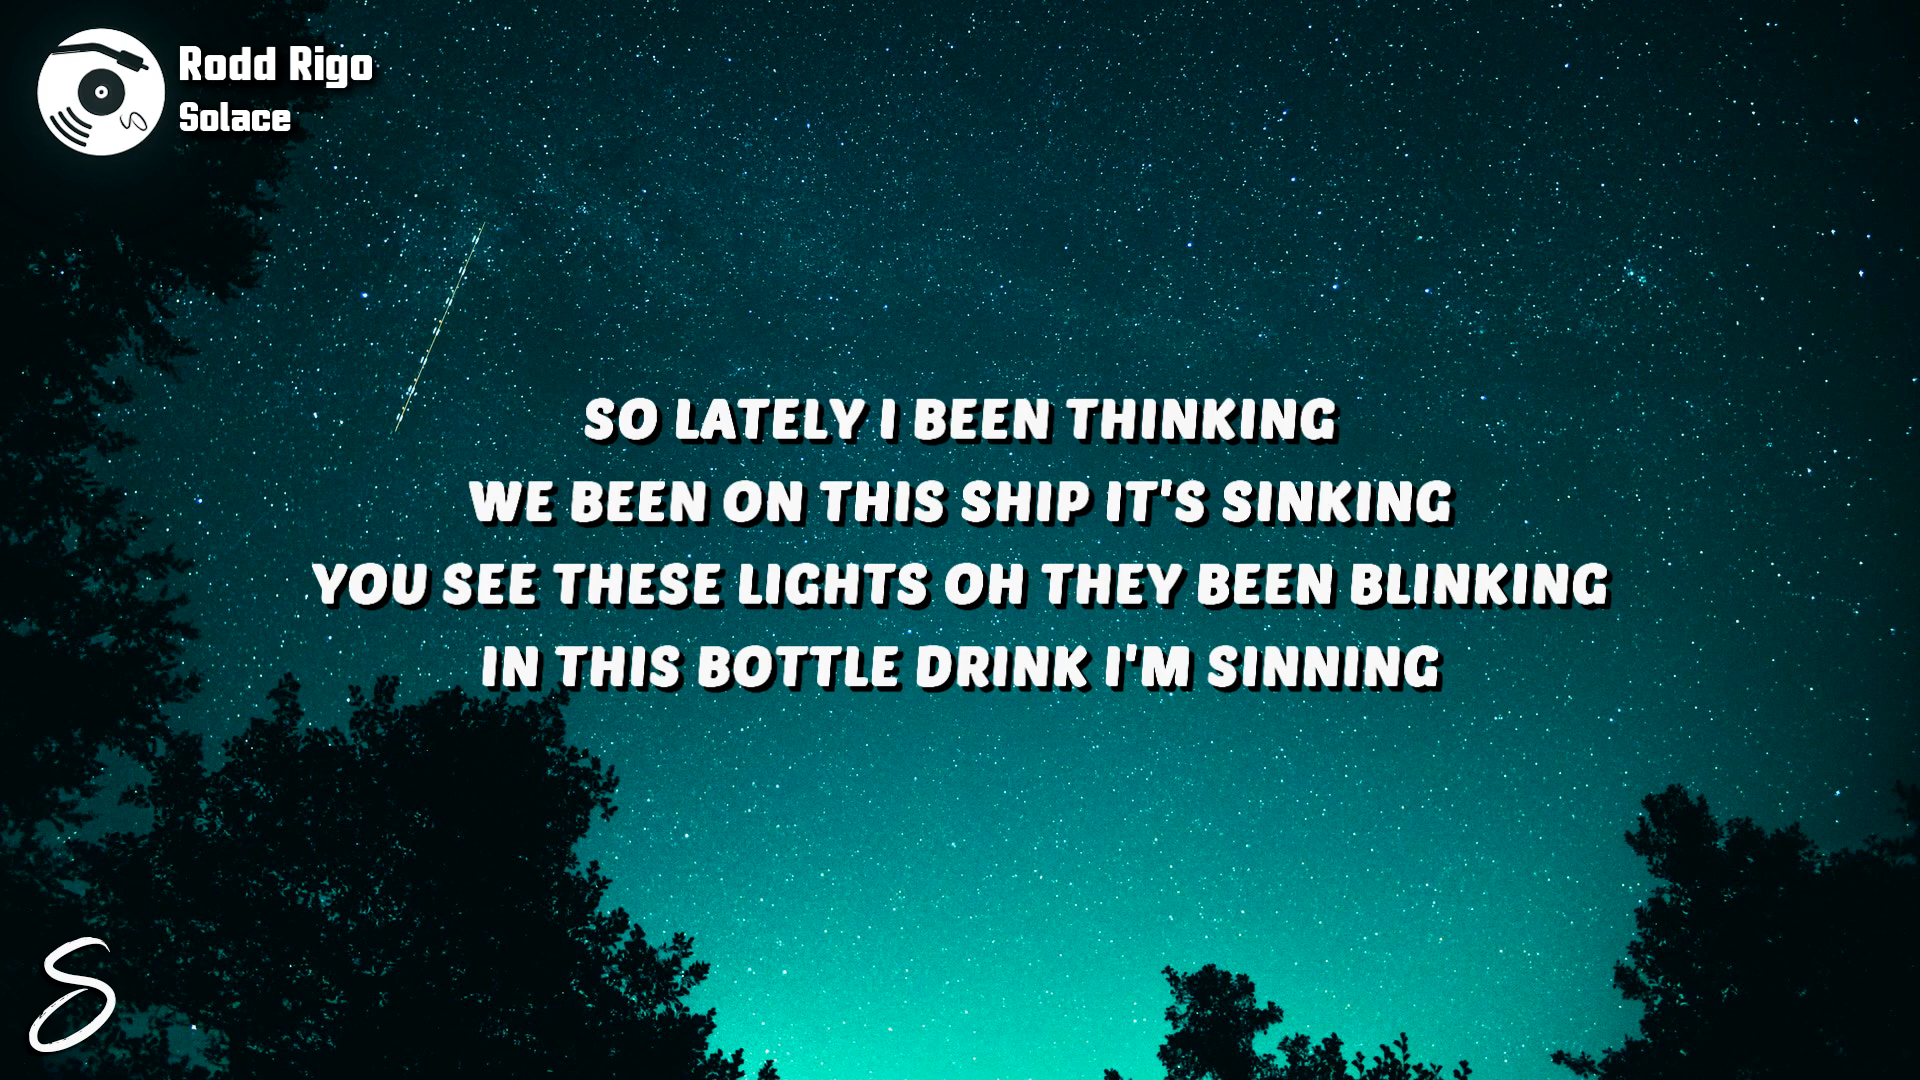 Rodd Rigo
Solace
SO LATELY I BEEN THINKING
WE BEEN ON THIS SHIP IT'S SINKING
YOU SEE THESE LIGHTS OH THEY BEEN BLINKING
IN THIS BOTTLE DRINK I'M SINNING
S